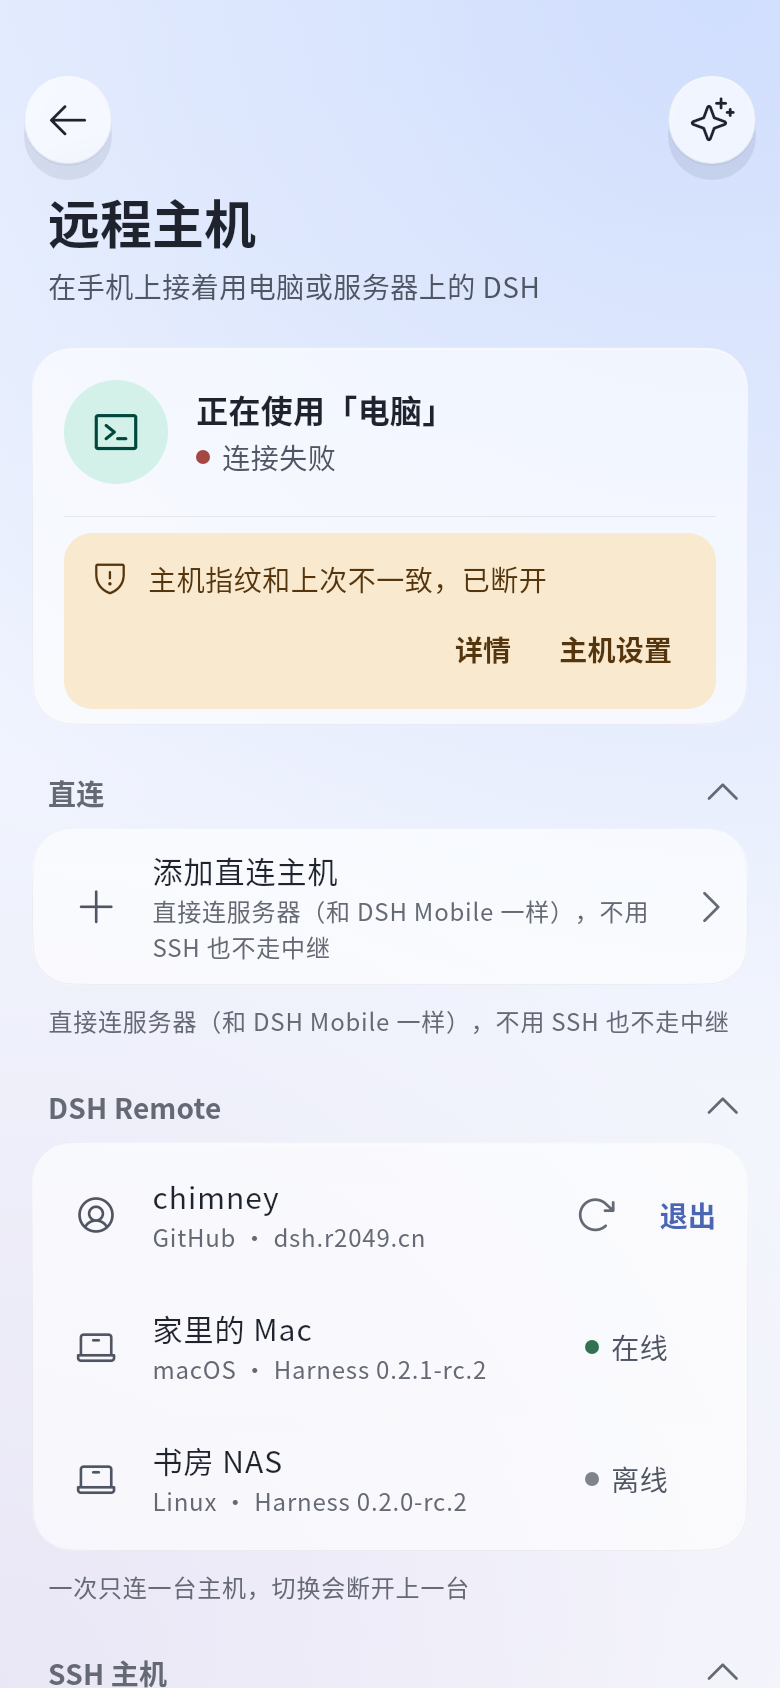 远程主机
在手机上接着用电脑或服务器上的 DSH
正在使用「电脑」
连接失败
主机指纹和上次不一致，已断开
详情 主机设置
直连
添加直连主机
直接连服务器（和 DSH Mobile 一样），不用
SSH 也不走中继
直接连服务器（和 DSH Mobile 一样），不用 SSH 也不走中继
DSH Remote
chimney
GitHub • dsh.r2049.cn
退出
家里的 Mac
macOS • Harness 0.2.1-rc.2
在线
书房 NAS
Linux • Harness 0.2.0-rc.2
离线
一次只连一台主机，切换会断开上一台
SSH 主机